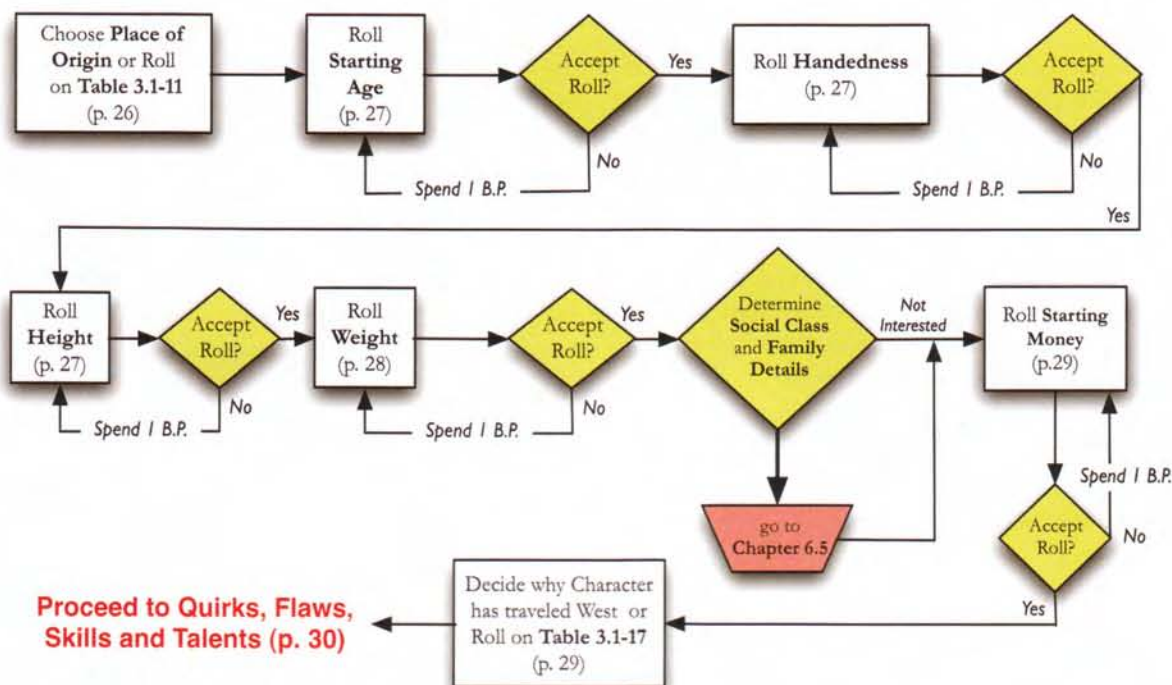 Choose Place of
Origin or Roll
on Table 3.1-11
(p. 26)
Roll
Starting
Age
(p. 27)
Accept
Roll?
Yes
No
Spend 1 B.P.
Roll Handedness
(p. 27)
Accept
Roll?
No
Spend 1 B.P.
Yes
Roll
Height
(p. 27)
Accept
Roll?
Yes
No
Spend 1 B.P.
Roll
Weight
(p. 28)
Accept
Roll?
Yes
No
Spend 1 B.P.
Determine
Social Class
and Family
Details
Not
Interested
go to
Chapter 6.5
Roll Starting
Money
(p.29)
Spend 1 B.P.
Accept
Roll?
No
Yes
Decide why Character
has traveled West or
Roll on Table 3.1-17
(p. 29)
Proceed to Quirks, Flaws,
Skills and Talents (p. 30)